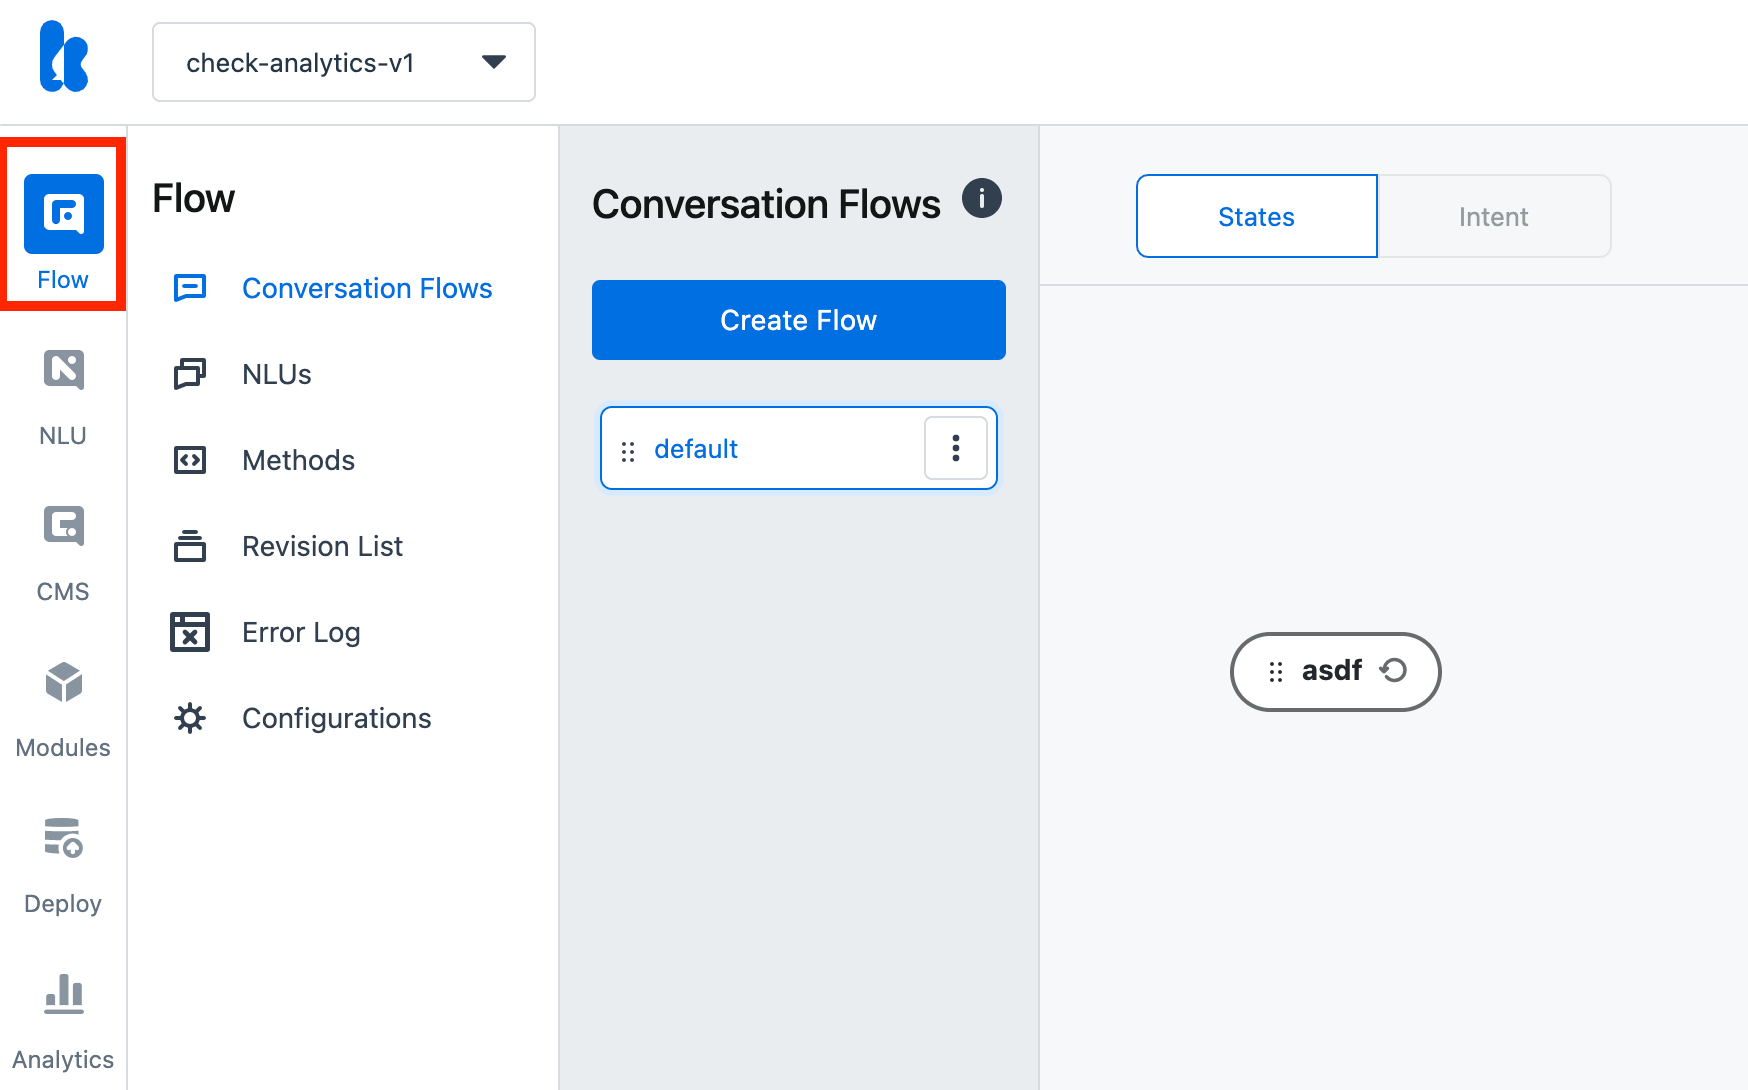 check-analytics-v1
Flow
NLU
CMS
Modules
Deploy
Analytics
Flow
Conversation Flows
NLUs
Methods
Revision List
Error Log
Configurations
Conversation Flows
Create Flow
default
States
Intent
asdf